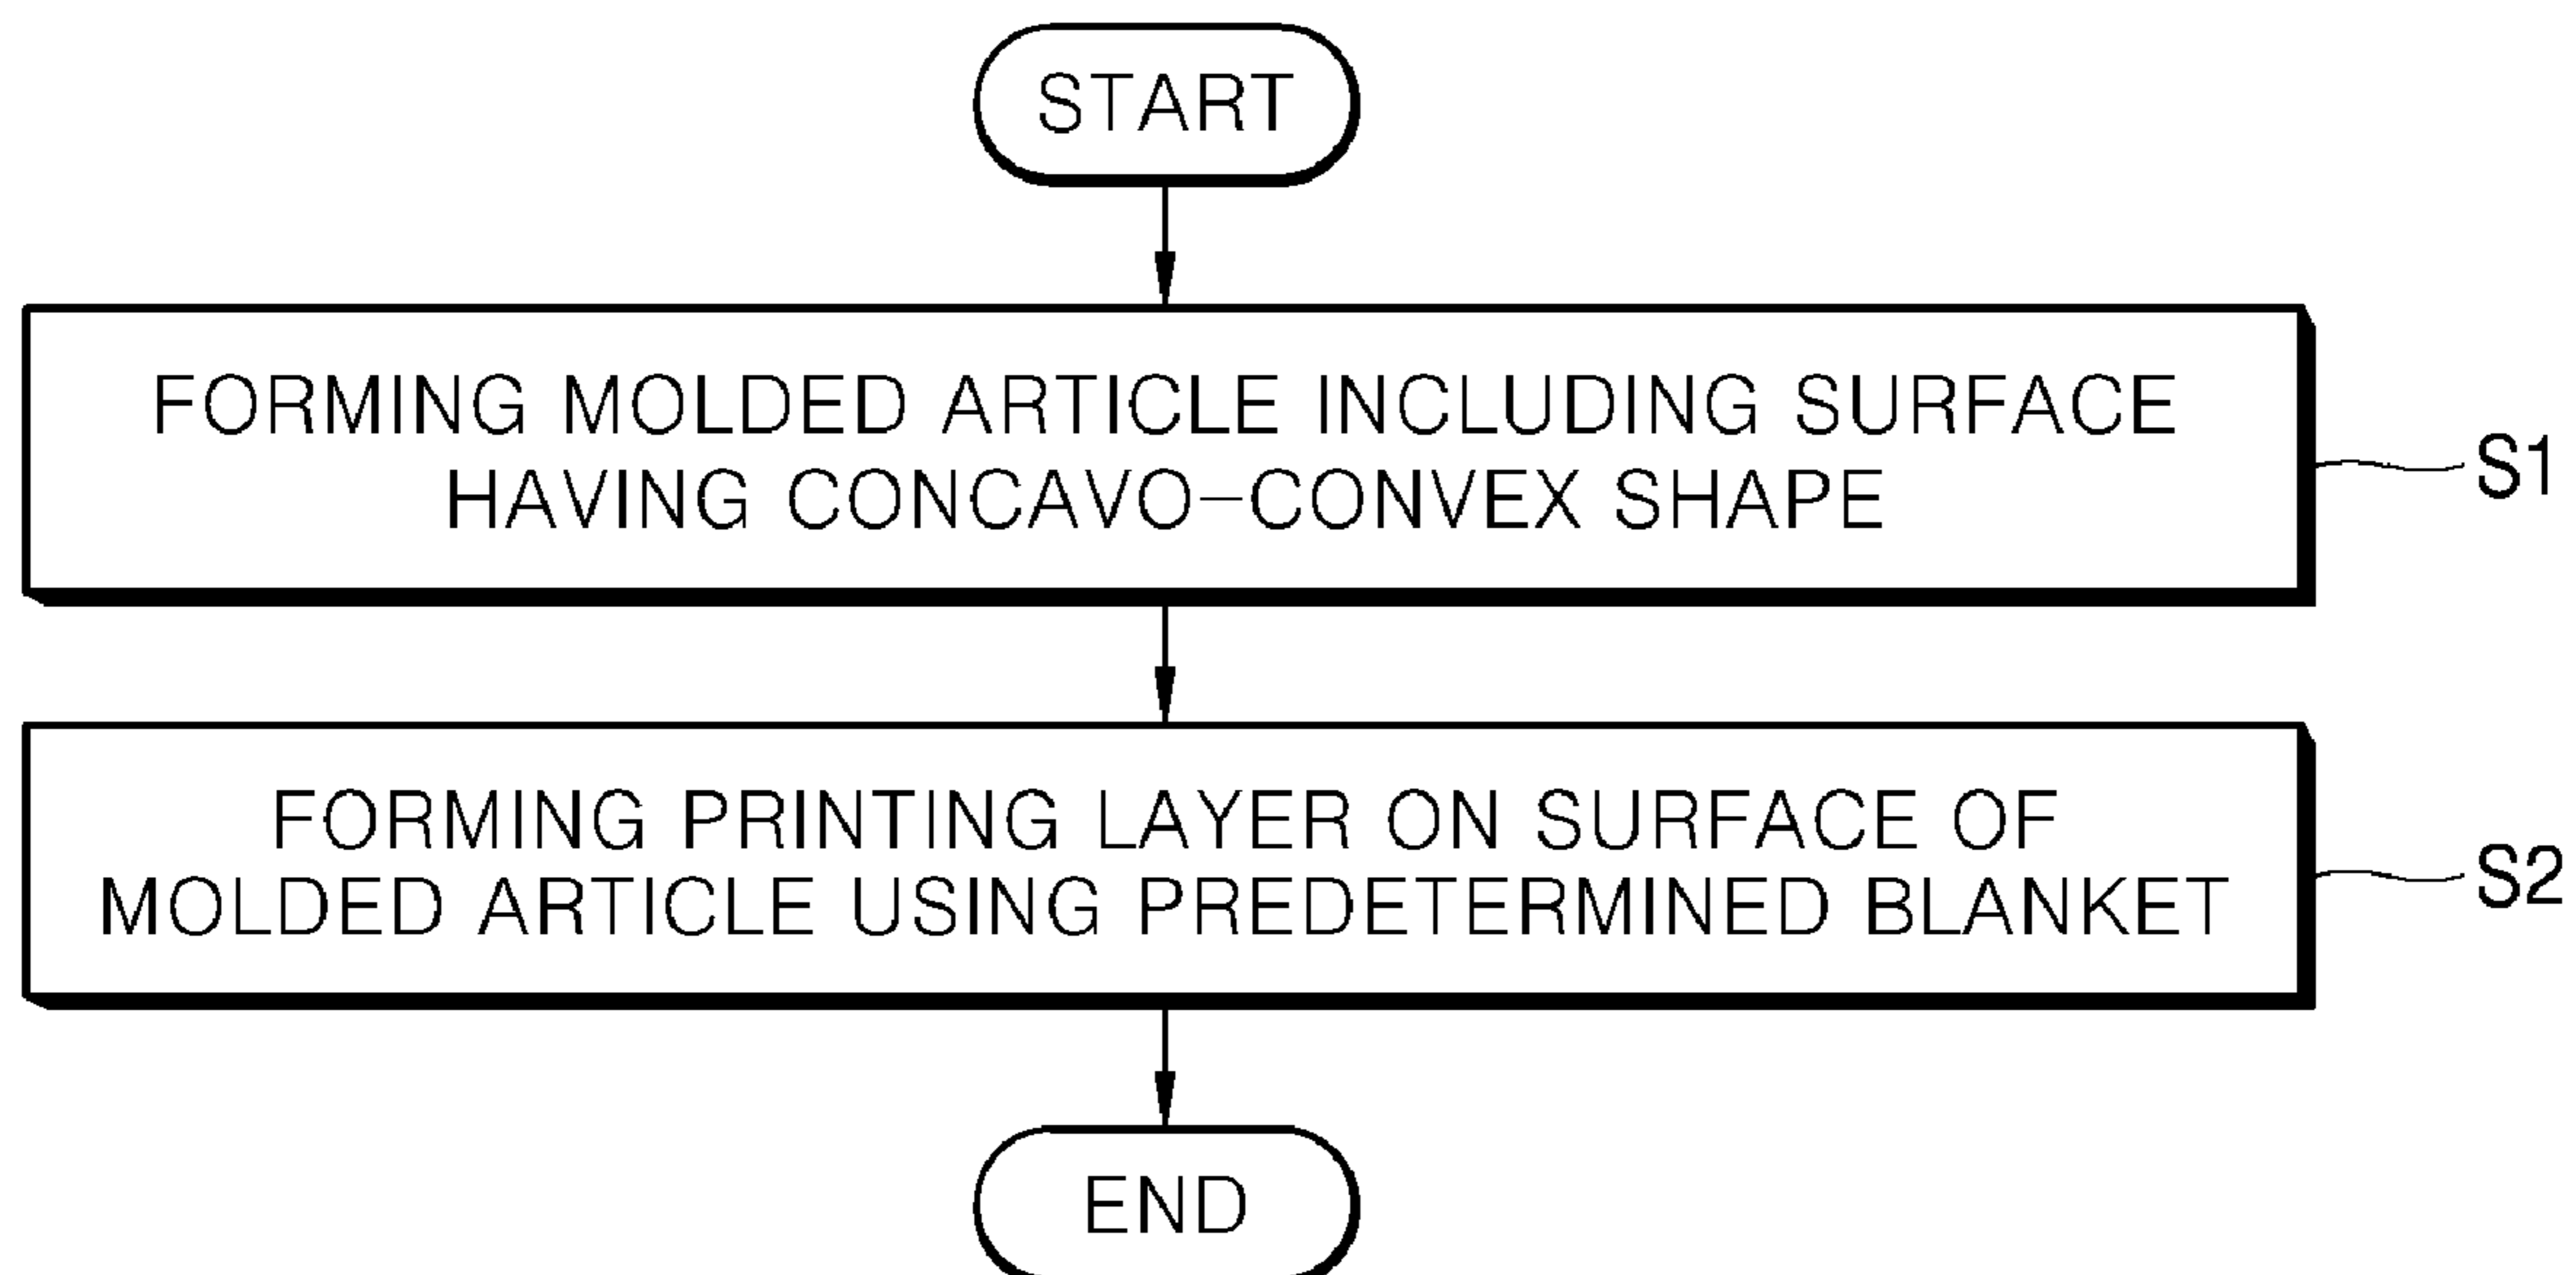 START
FORMING MOLDED ARTICLE INCLUDING SURFACE
HAVING CONCAVO-CONVEX SHAPE
S1
FORMING PRINTING LAYER ON SURFACE OF
MOLDED ARTICLE USING PREDETERMINED BLANKET
S2
END